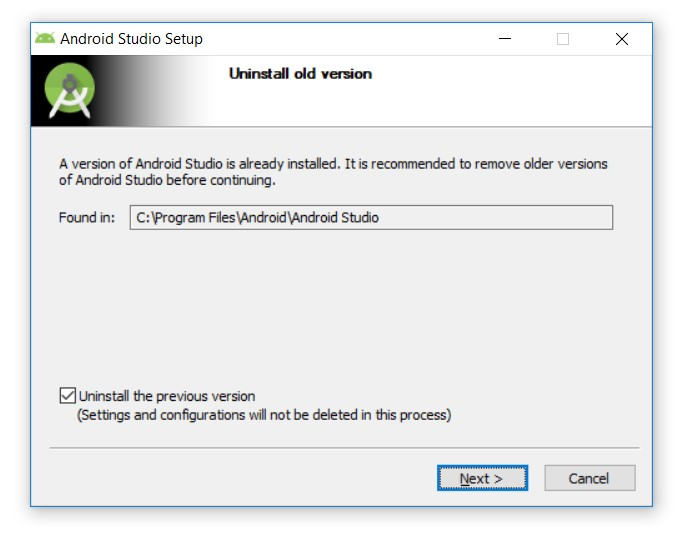 Android Studio Setup
Uninstall old version
A version of Android Studio is already installed. It is recommended to remove older versions
of Android Studio before continuing.
Found in: C:\Program Files\Android\Android Studio
Uninstall the previous version
(Settings and configurations will not be deleted in this process)
Next > Cancel